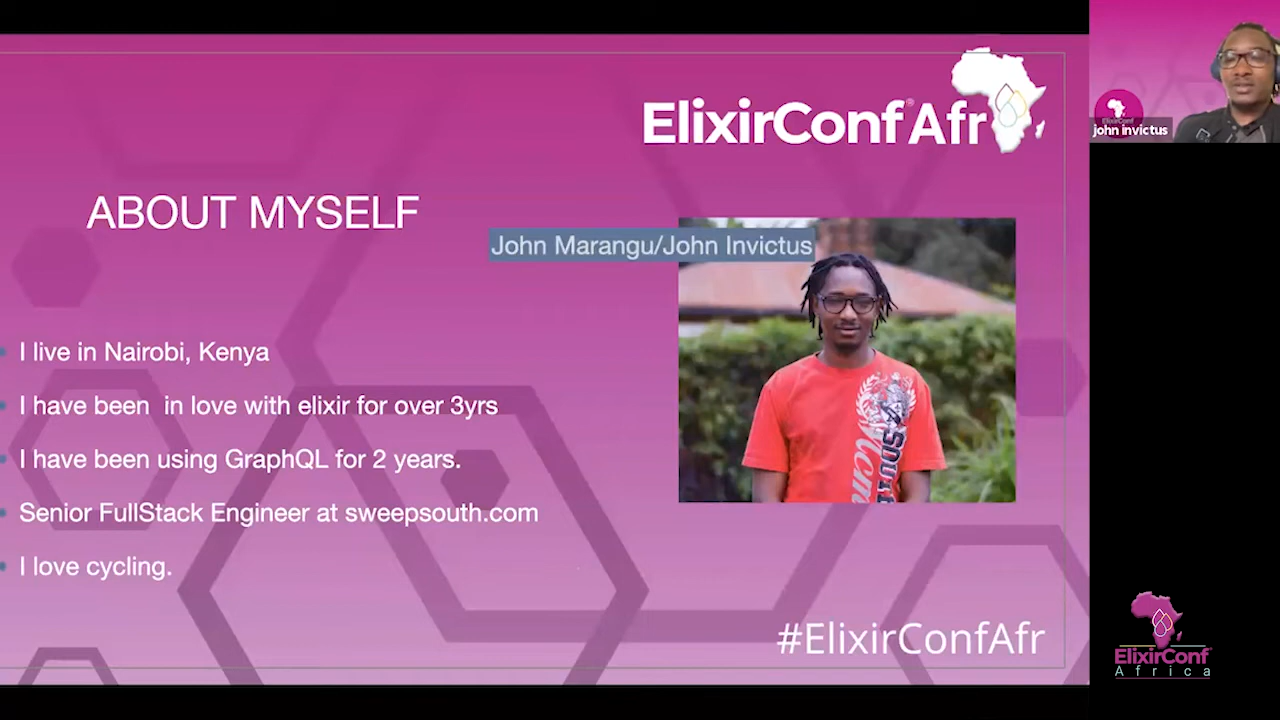 ElixirConf® Afr
ABOUT MYSELF
John Marangu/John Invictus
I live in Nairobi, Kenya
I have been  in love with elixir for over 3yrs
I have been using GraphQL for 2 years.
Senior FullStack Engineer at sweepsouth.com
I love cycling.
#ElixirConfAfr
ElixirConf
john invictus
ElixirConf®
Africa